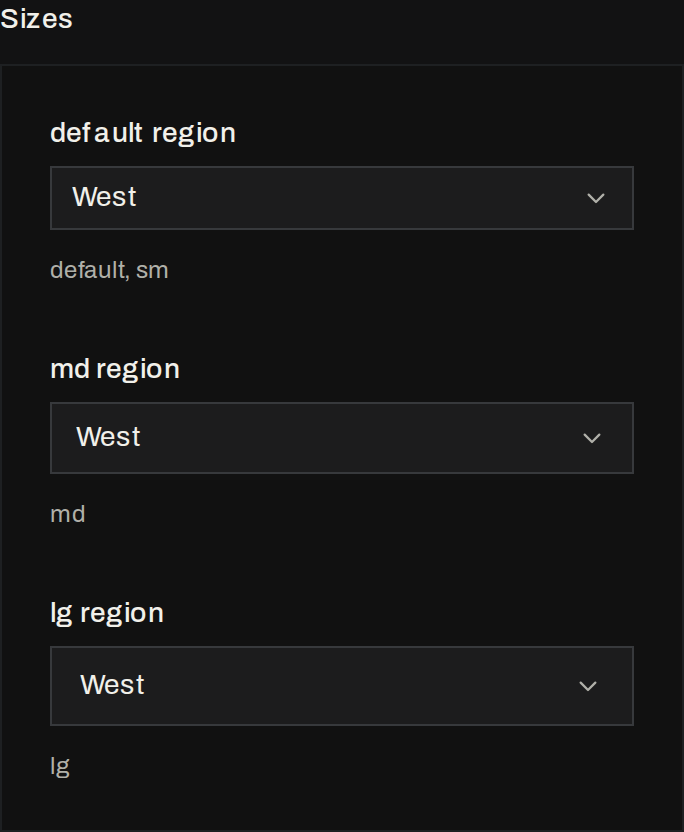 Sizes
default region
West
default, sm
md region
West
md
lg region
West
lg